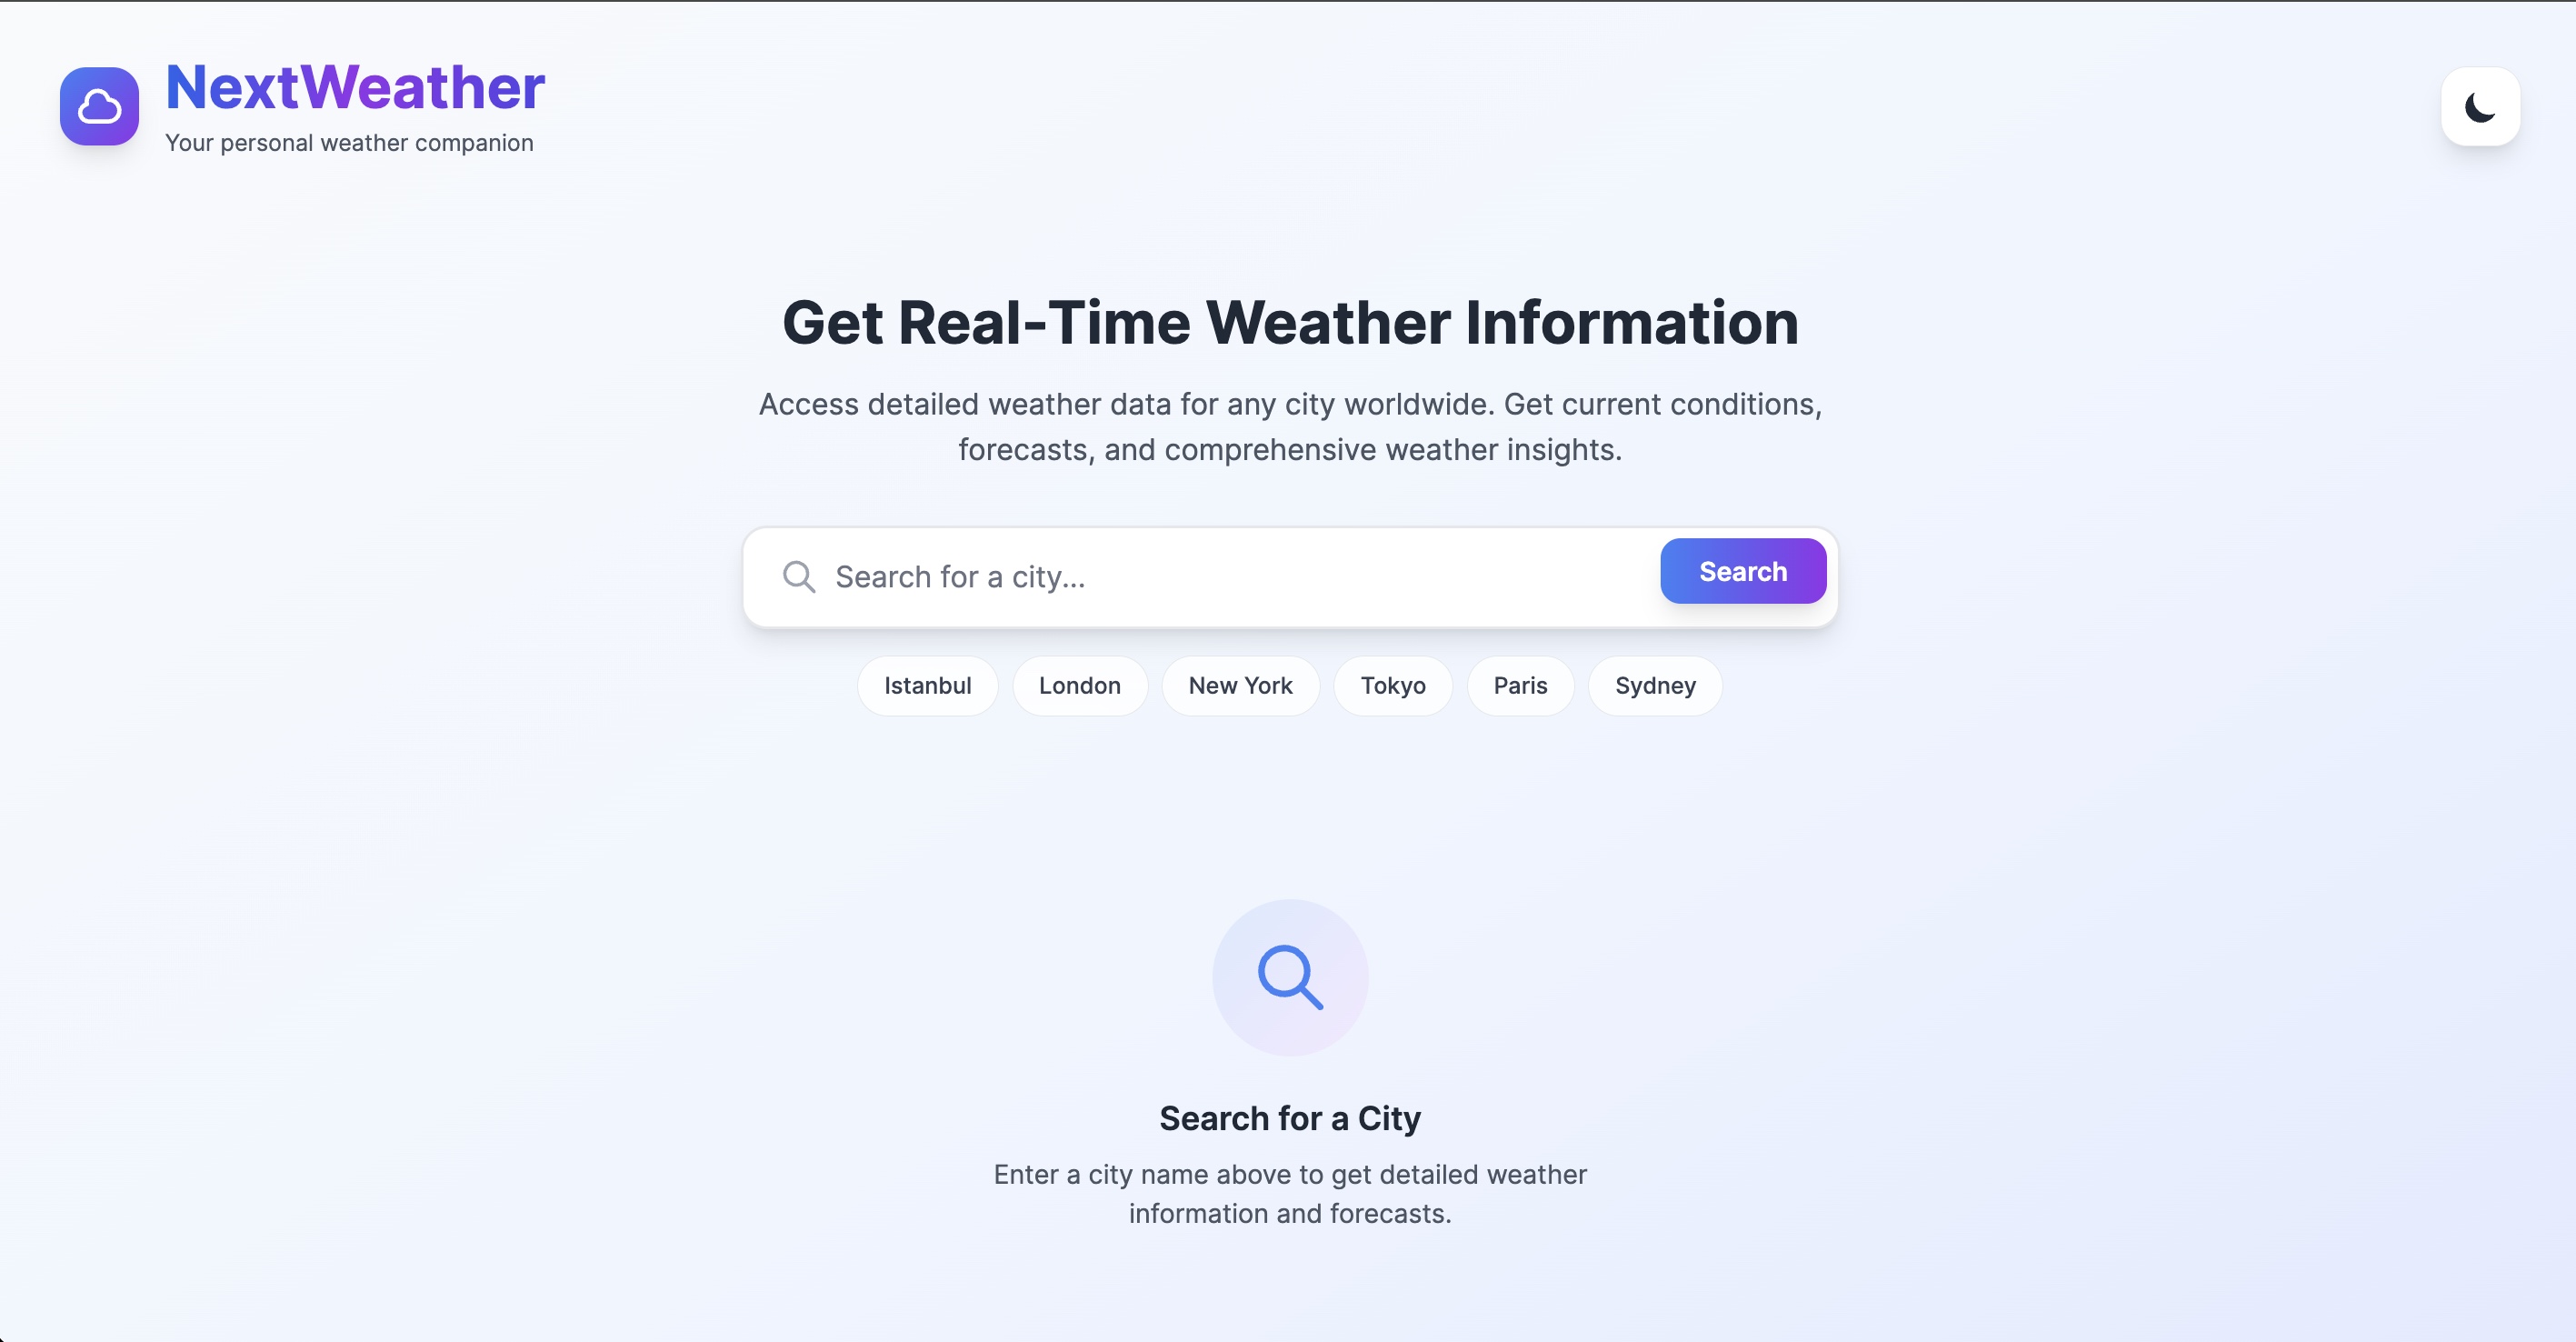 NextWeather
Your personal weather companion
Get Real-Time Weather Information
Access detailed weather data for any city worldwide. Get current conditions,
forecasts, and comprehensive weather insights.
Search for a city...
Search
Istanbul
London
New York
Tokyo
Paris
Sydney
Search for a City
Enter a city name above to get detailed weather
information and forecasts.